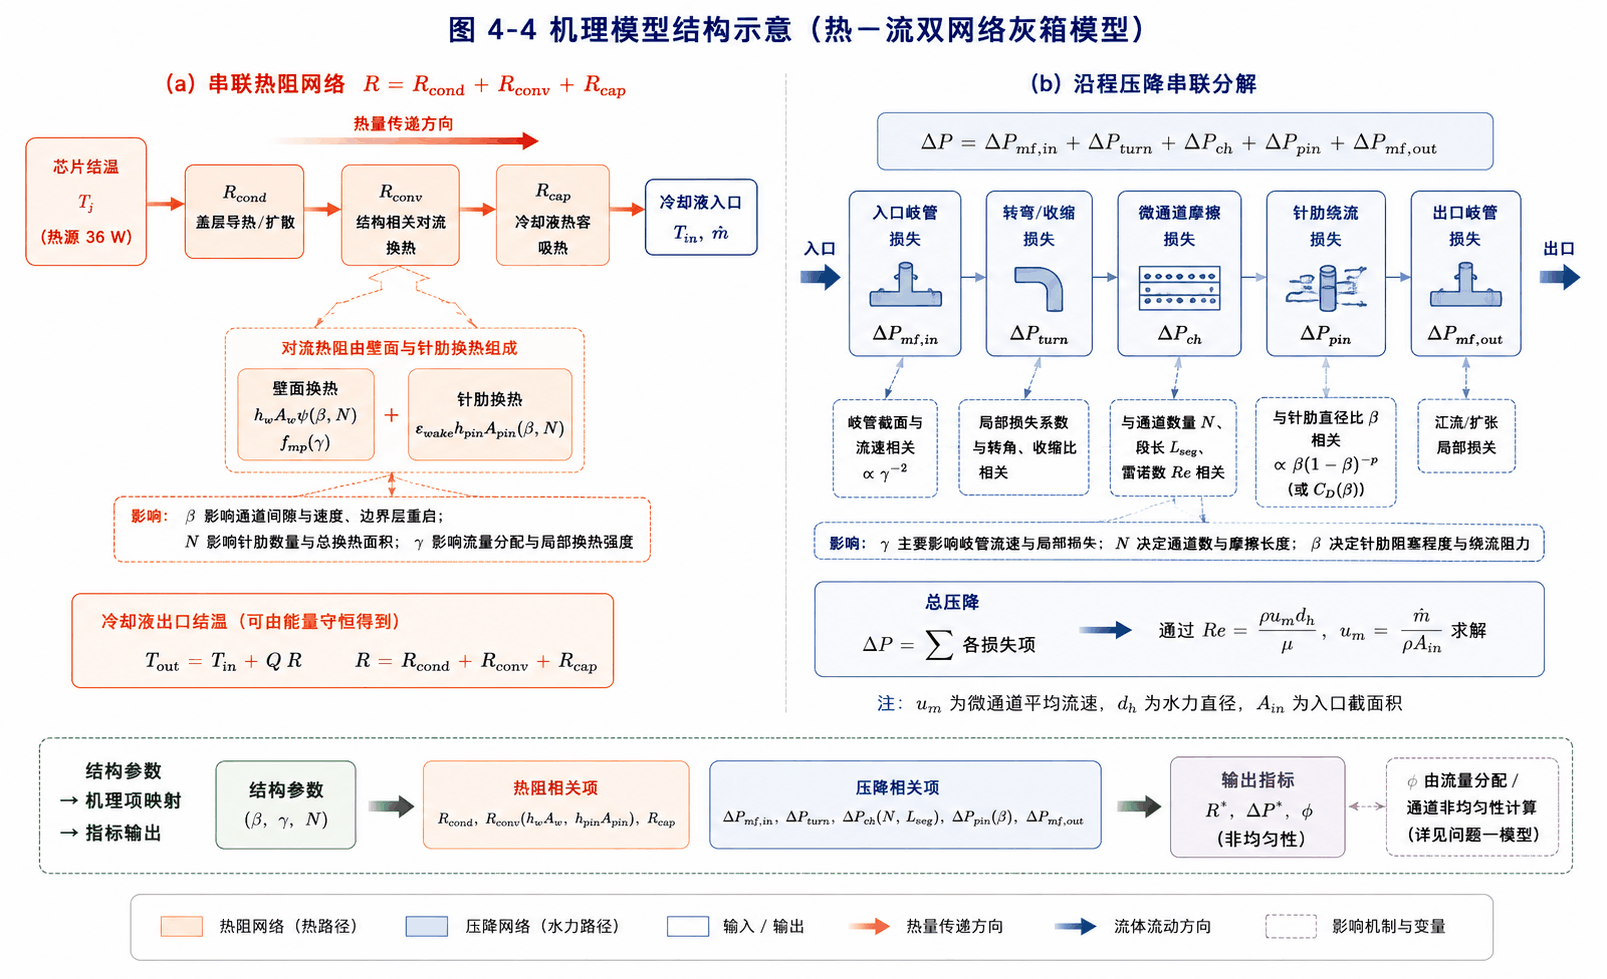 图 4-4 机理模型结构示意（热－流双网络灰箱模型）
(a) 串联热阻网络 R = R_cond + R_conv + R_cap
热量传递方向
芯片结温
T_j
（热源 36 W）
R_cond
盖层导热/扩散
R_conv
结构相关对流
换热
R_cap
冷却液热容
吸热
冷却液入口
T_in, ṁ
对流热阻由壁面与针肋换热组成
壁面换热
h_w A_w ψ(β, N)
f_mp(γ)
+
针肋换热
ε_wake h_pin A_pin(β, N)
影响： β 影响通道间隙与速度、边界层重启；
N 影响针肋数量与总换热面积； γ 影响流量分配与局部换热强度
冷却液出口结温（可由能量守恒得到）
T_out = T_in + Q R R = R_cond + R_conv + R_cap
(b) 沿程压降串联分解
ΔP = ΔP_mf,in + ΔP_turn + ΔP_ch + ΔP_pin + ΔP_mf,out
入口
入口歧管
损失
ΔP_mf,in
转弯/收缩
损失
ΔP_turn
微通道摩擦
损失
ΔP_ch
针肋绕流
损失
ΔP_pin
出口歧管
损失
ΔP_mf,out
出口
歧管截面与
流速相关
∝ γ^−2
局部损失系数
与转角、收缩比
相关
与通道数量 N、
段长 L_seg、
雷诺数 Re 相关
与针肋直径比 β
相关
∝ β(1 − β)^−p
（或 C_D(β)）
汇流/扩张
局部损关
影响： γ 主要影响歧管流速与局部损失； N 决定通道数与摩擦长度； β 决定针肋阻塞程度与绕流阻力
总压降
ΔP = ∑ 各损失项
通过 Re = ρu_m d_h / μ , u_m = ṁ / ρA_in 求解
注： u_m 为微通道平均流速, d_h 为水力直径, A_in 为入口截面积
结构参数
→ 机理项映射
→ 指标输出
结构参数
(β, γ, N)
热阻相关项
R_cond, R_conv(h_w A_w, h_pin A_pin), R_cap
压降相关项
ΔP_mf,in, ΔP_turn, ΔP_ch(N, L_seg), ΔP_pin(β), ΔP_mf,out
输出指标
R^*, ΔP^*, ϕ
（非均匀性）
ϕ 由流量分配 /
通道非均匀性计算
（详见问题一模型）
热阻网络（热路径）
压降网络（水力路径）
输入 / 输出
热量传递方向
流体流动方向
影响机制与变量